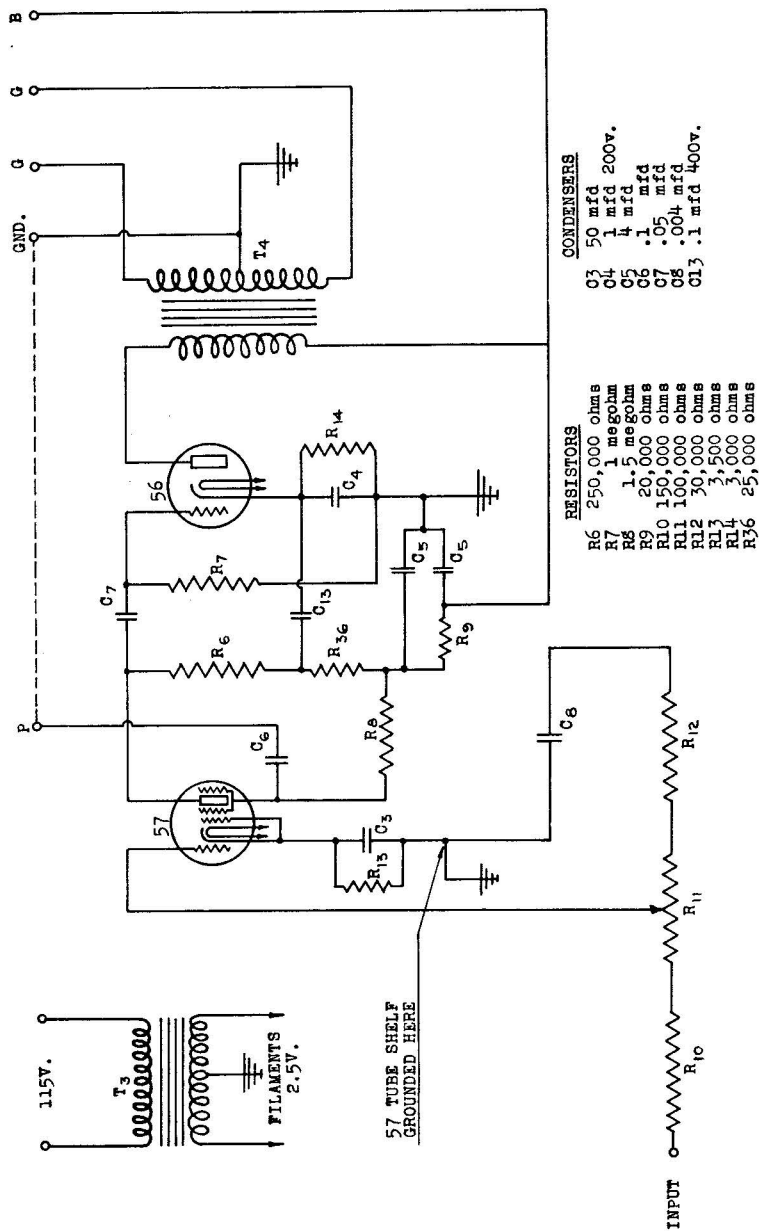 P
GND.
G
G
B
115V.
T3
FILAMENTS
2.5V.
57
56
C7
T4
C6
R6
R7
R14
C4
C13
R36
R8
C3
R13
C5
C5
R9
57 TUBE SHELF
GROUNDED HERE
C8
INPUT
R10
R11
R12
RESISTORS
R6 250,000 ohms
R7 1 megohm
R8 1.5 megohm
R9 20,000 ohms
R10 150,000 ohms
R11 100,000 ohms
R12 30,000 ohms
R13 3,500 ohms
R14 3,000 ohms
R36 25,000 ohms
CONDENSERS
C3 50 mfd
C4 1 mfd 200v.
C5 4 mfd
C6 .1 mfd
C7 .05 mfd
C8 .004 mfd
C13 .1 mfd 400v.